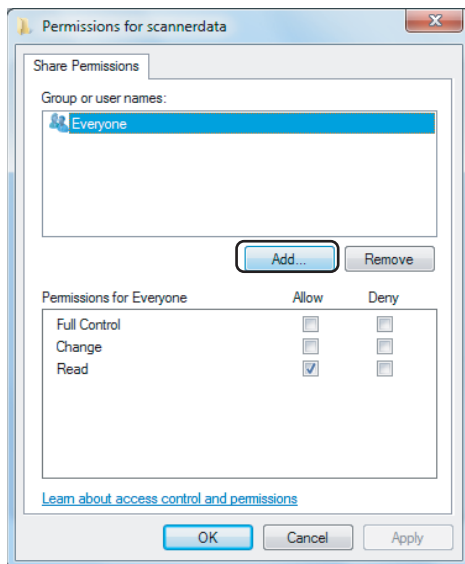 Permissions for scannerdata
Share Permissions
Group or user names:
Everyone
Add... Remove
Permissions for Everyone Allow Deny
Full Control
Change
Read
Learn about access control and permissions
OK Cancel Apply